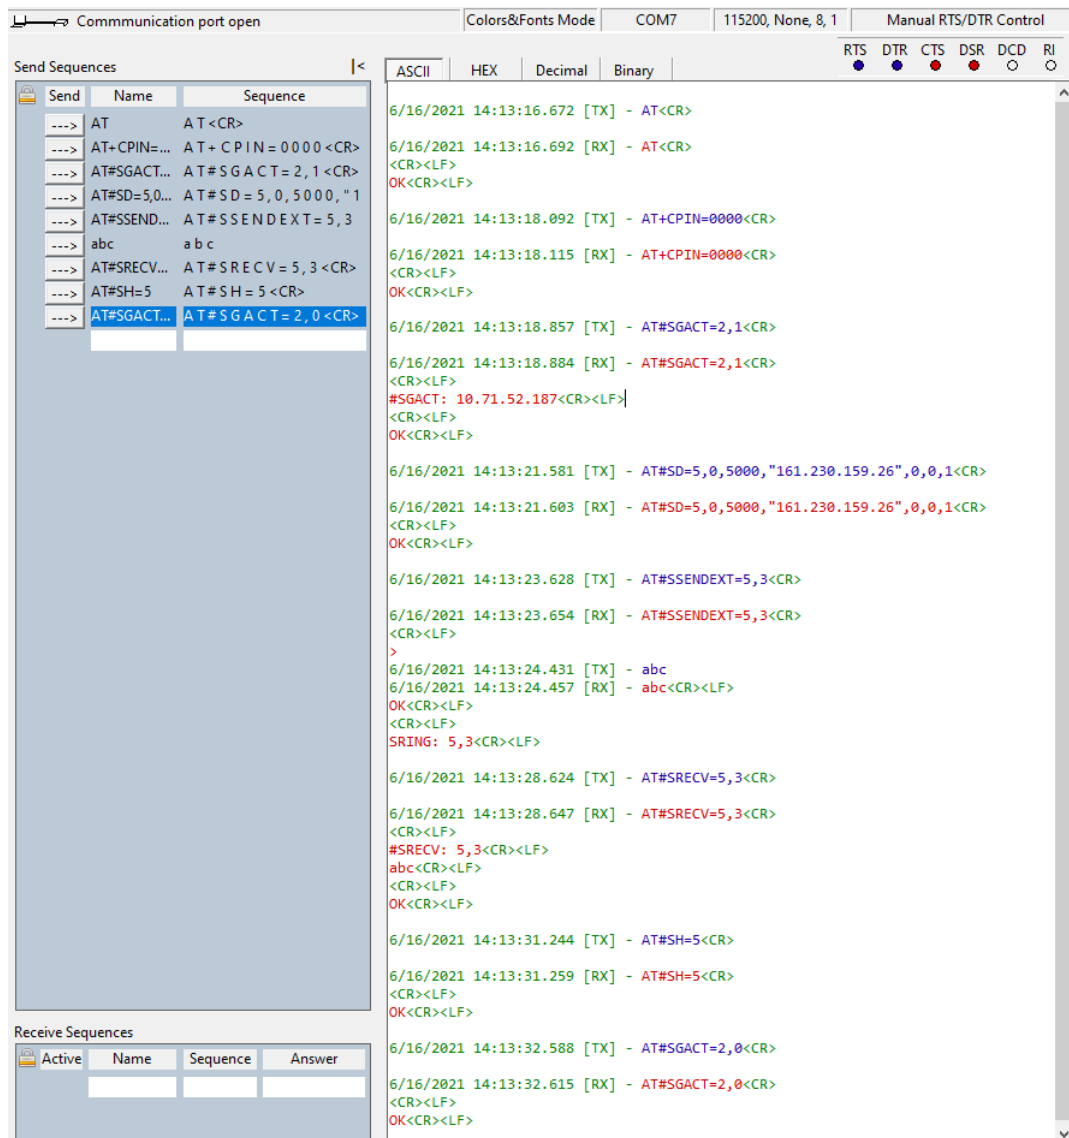 Commmunication port open Colors&Fonts Mode COM7 115200, None, 8, 1 Manual RTS/DTR Control
RTS DTR CTS DSR DCD RI
Send Sequences |<
Send Name Sequence
---> AT A T <CR>
---> AT+CPIN=... A T + C P I N = 0 0 0 0 <CR>
---> AT#SGACT... A T # S G A C T = 2 , 1 <CR>
---> AT#SD=5,0... A T # S D = 5 , 0 , 5 0 0 0 , " 1
---> AT#SSEND... A T # S S E N D E X T = 5 , 3
---> abc a b c
---> AT#SRECV... A T # S R E C V = 5 , 3 <CR>
---> AT#SH=5 A T # S H = 5 <CR>
---> AT#SGACT... A T # S G A C T = 2 , 0 <CR>
Receive Sequences
Active Name Sequence Answer
ASCII HEX Decimal Binary
6/16/2021 14:13:16.672 [TX] - AT<CR>
6/16/2021 14:13:16.692 [RX] - AT<CR>
<CR><LF>
OK<CR><LF>
6/16/2021 14:13:18.092 [TX] - AT+CPIN=0000<CR>
6/16/2021 14:13:18.115 [RX] - AT+CPIN=0000<CR>
<CR><LF>
OK<CR><LF>
6/16/2021 14:13:18.857 [TX] - AT#SGACT=2,1<CR>
6/16/2021 14:13:18.884 [RX] - AT#SGACT=2,1<CR>
<CR><LF>
#SGACT: 10.71.52.187<CR><LF>
<CR><LF>
OK<CR><LF>
6/16/2021 14:13:21.581 [TX] - AT#SD=5,0,5000,"161.230.159.26",0,0,1<CR>
6/16/2021 14:13:21.603 [RX] - AT#SD=5,0,5000,"161.230.159.26",0,0,1<CR>
<CR><LF>
OK<CR><LF>
6/16/2021 14:13:23.628 [TX] - AT#SSENDEXT=5,3<CR>
6/16/2021 14:13:23.654 [RX] - AT#SSENDEXT=5,3<CR>
<CR><LF>
>
6/16/2021 14:13:24.431 [TX] - abc
6/16/2021 14:13:24.457 [RX] - abc<CR><LF>
OK<CR><LF>
<CR><LF>
SRING: 5,3<CR><LF>
6/16/2021 14:13:28.624 [TX] - AT#SRECV=5,3<CR>
6/16/2021 14:13:28.647 [RX] - AT#SRECV=5,3<CR>
<CR><LF>
#SRECV: 5,3<CR><LF>
abc<CR><LF>
<CR><LF>
OK<CR><LF>
6/16/2021 14:13:31.244 [TX] - AT#SH=5<CR>
6/16/2021 14:13:31.259 [RX] - AT#SH=5<CR>
<CR><LF>
OK<CR><LF>
6/16/2021 14:13:32.588 [TX] - AT#SGACT=2,0<CR>
6/16/2021 14:13:32.615 [RX] - AT#SGACT=2,0<CR>
<CR><LF>
OK<CR><LF>